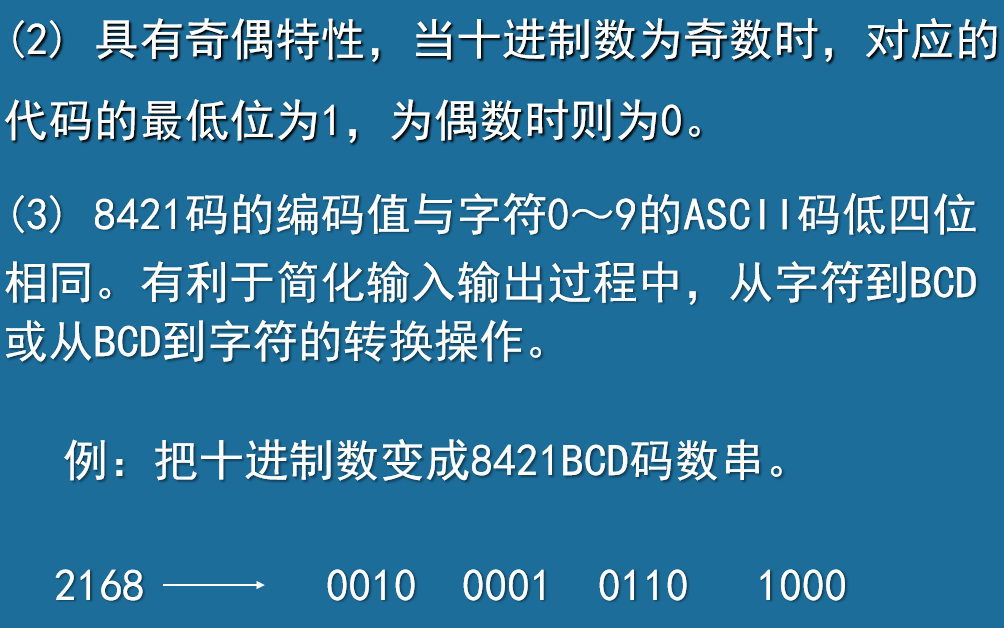 (2) 具有奇偶特性，当十进制数为奇数时，对应的
代码的最低位为1，为偶数时则为0。
(3) 8421码的编码值与字符0～9的ASCII码低四位
相同。有利于简化输入输出过程中，从字符到BCD
或从BCD到字符的转换操作。
例：把十进制数变成8421BCD码数串。
2168 → 0010 0001 0110 1000